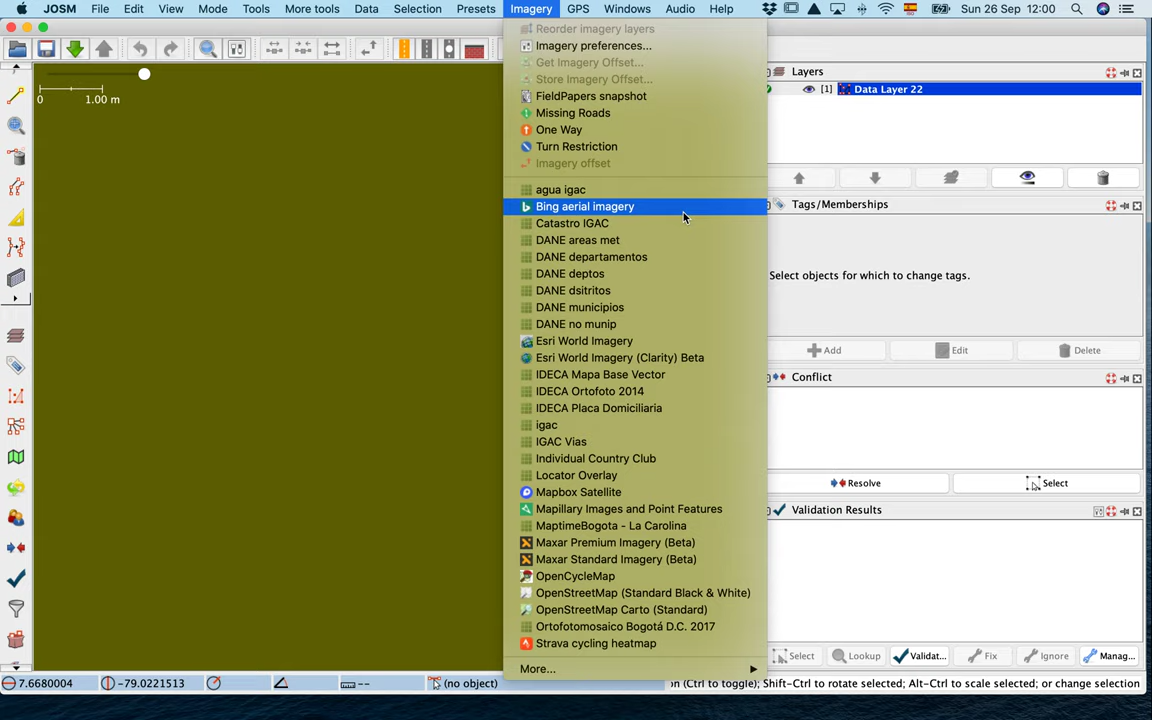 JOSM File Edit View Mode Tools More tools Data Selection Presets Imagery GPS Windows Audio Help Sun 26 Sep 12:00
Reorder imagery layers
Imagery preferences...
Get Imagery Offset...
Store Imagery Offset...
FieldPapers snapshot
Missing Roads
One Way
Turn Restriction
Imagery offset
agua igac
Bing aerial imagery
Catastro IGAC
DANE areas met
DANE departamentos
DANE deptos
DANE dsitritos
DANE municipios
DANE no munip
Esri World Imagery
Esri World Imagery (Clarity) Beta
IDECA Mapa Base Vector
IDECA Ortofoto 2014
IDECA Placa Domiciliaria
igac
IGAC Vias
Individual Country Club
Locator Overlay
Mapbox Satellite
Mapillary Images and Point Features
MaptimeBogota - La Carolina
Maxar Premium Imagery (Beta)
Maxar Standard Imagery (Beta)
OpenCycleMap
OpenStreetMap (Standard Black & White)
OpenStreetMap Carto (Standard)
Ortofotomosaico Bogotá D.C. 2017
Strava cycling heatmap
More...
0 1.00 m
Layers
[1] Data Layer 22
Tags/Memberships
Select objects for which to change tags.
Add Edit Delete
Conflict
Resolve Select
Validation Results
Select Lookup Validat... Fix Ignore Manag...
7.6680004 -79.0221513 -- (no object) (Ctrl to toggle); Shift-Ctrl to rotate selected; Alt-Ctrl to scale selected; or change selection